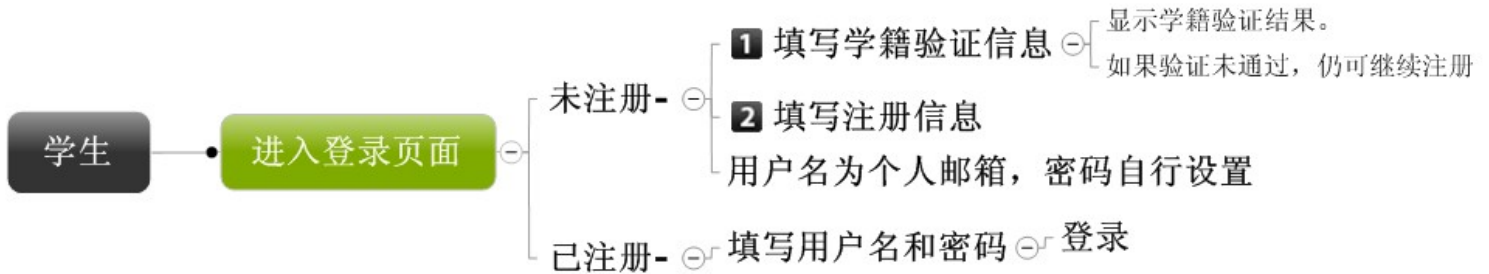 学生
进入登录页面
未注册-
1 填写学籍验证信息
显示学籍验证结果。
如果验证未通过，仍可继续注册
2 填写注册信息
用户名为个人邮箱，密码自行设置
已注册-
填写用户名和密码
登录